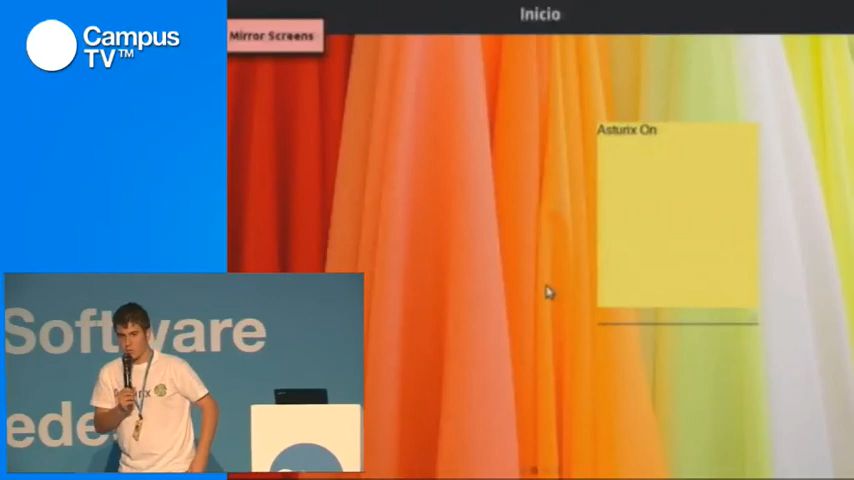 Campus
TV™
Mirror Screens
Inicio
Asturix On
Software
ede